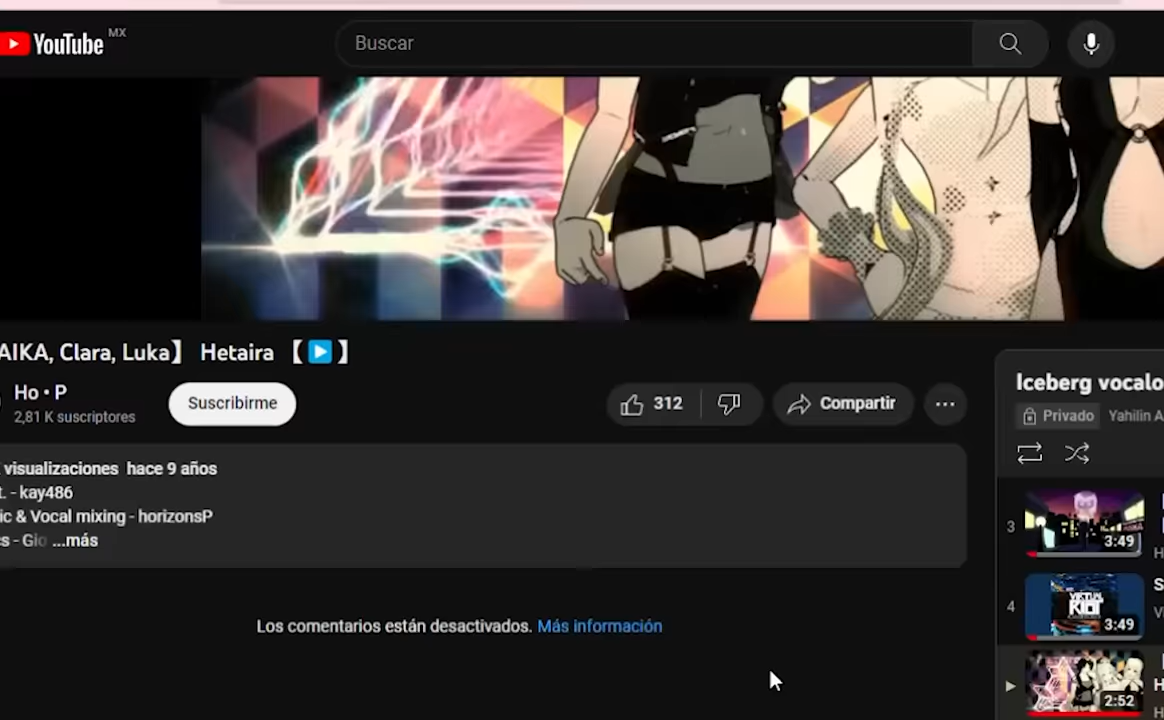 YouTube MX
Buscar
AIKA, Clara, Luka】 Hetaira 【▶】
Ho • P
2,81 K suscriptores
Suscribirme
312
Compartir
visualizaciones hace 9 años
t. - kay486
ic & Vocal mixing - horizonsP
s - Gio ...más
Los comentarios están desactivados. Más información
Iceberg vocalo
Privado
Yahilin A
3
3:49
4
VIRTUAL
RIOT
3:49
2:52